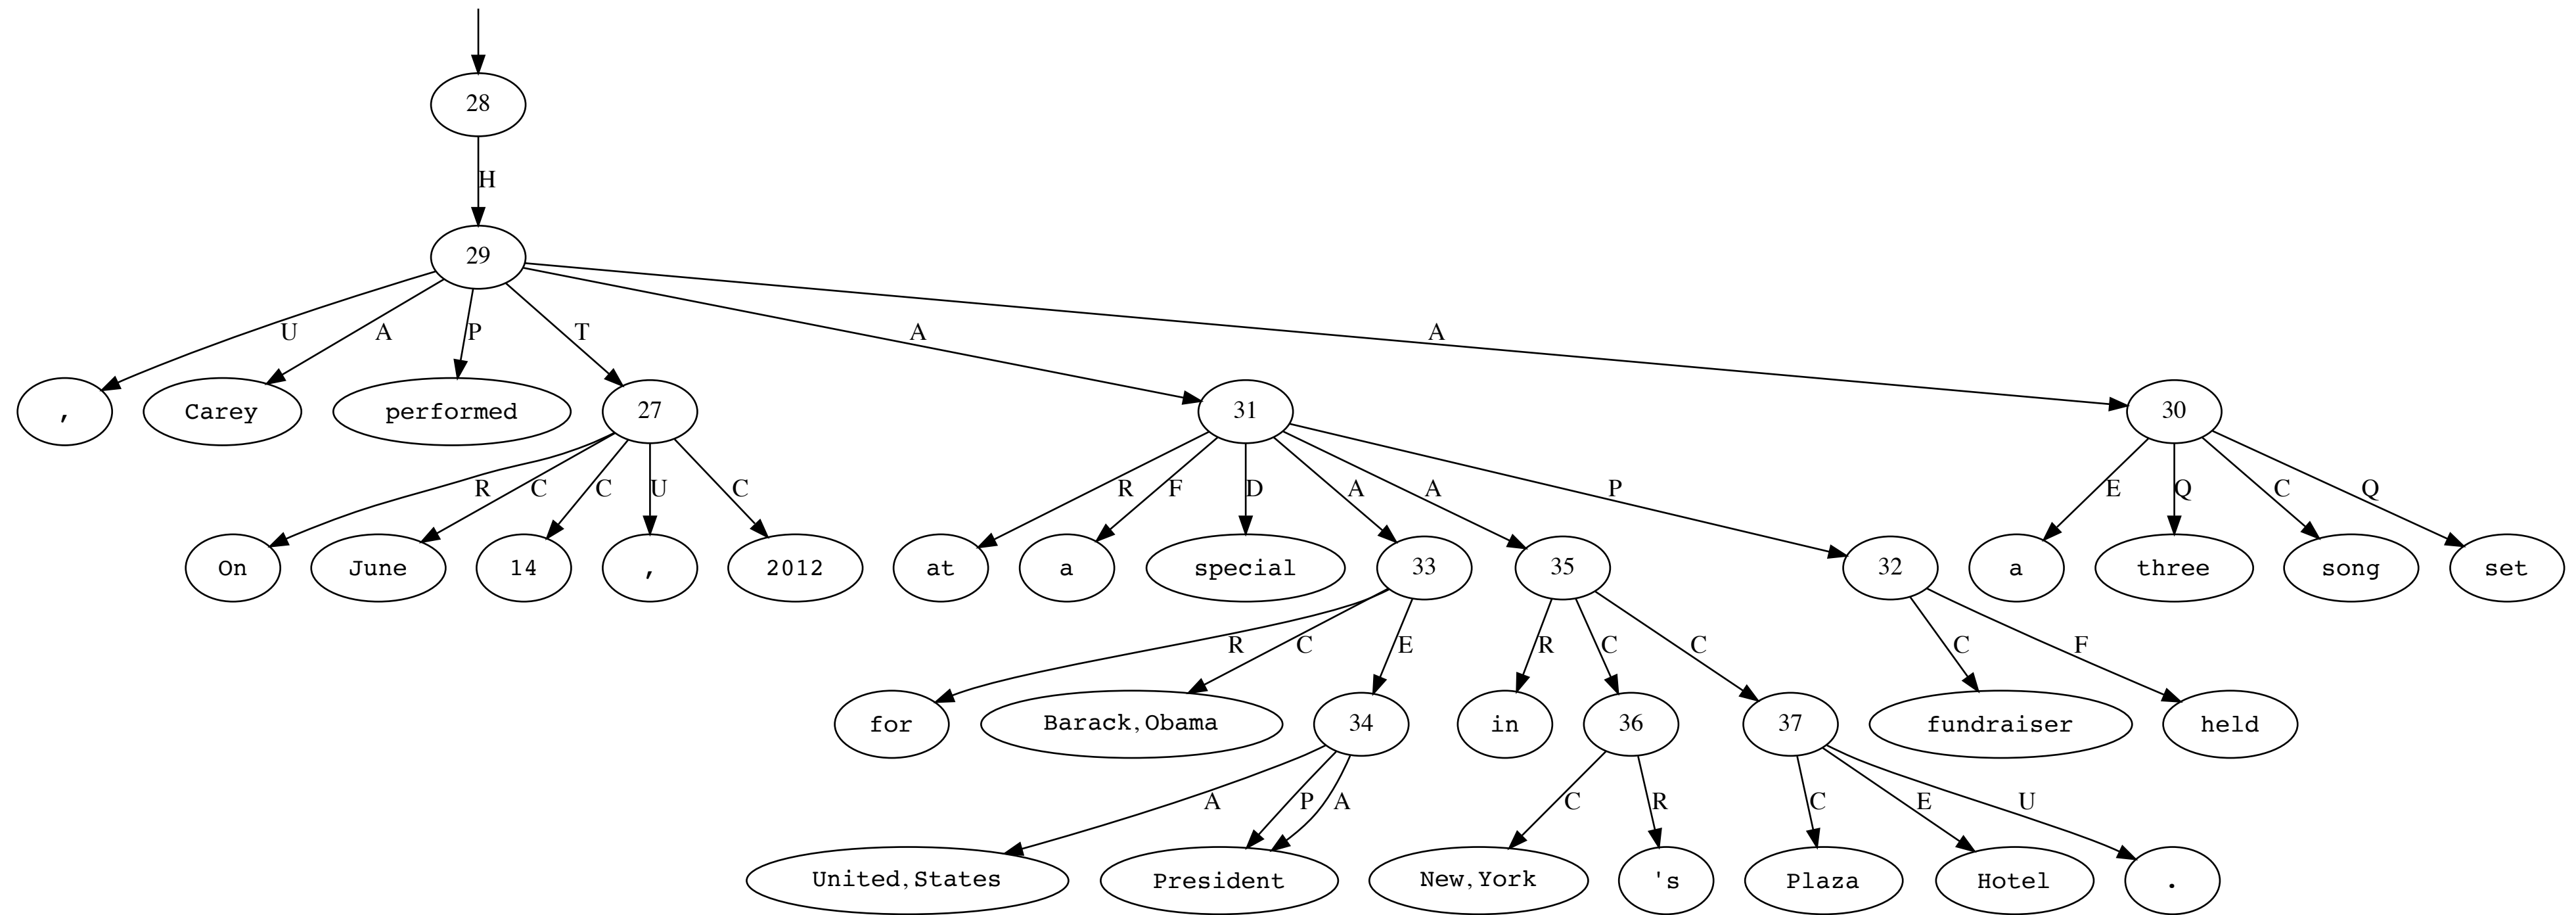 28
H
29
U A P T A A
, Carey performed 27 31 30
R C C U C R F D A A P E Q C Q
On June 14 , 2012 at a special 33 35 32 a three song set
R C E R C C C F
for Barack,Obama 34 in 36 37 fundraiser held
A P A C R C E U
United,States President New,York 's Plaza Hotel .